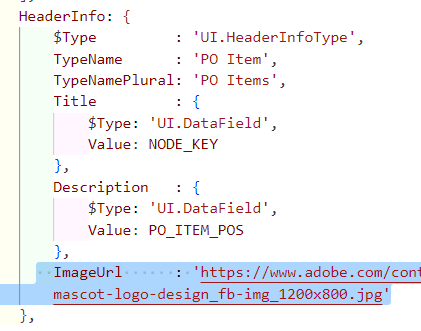 HeaderInfo: {
$Type : 'UI.HeaderInfoType',
TypeName : 'PO Item',
TypeNamePlural: 'PO Items',
Title : {
$Type: 'UI.DataField',
Value: NODE_KEY
},
Description : {
$Type: 'UI.DataField',
Value: PO_ITEM_POS
},
ImageUrl : 'https://www.adobe.com/cont
mascot-logo-design_fb-img_1200x800.jpg'
},